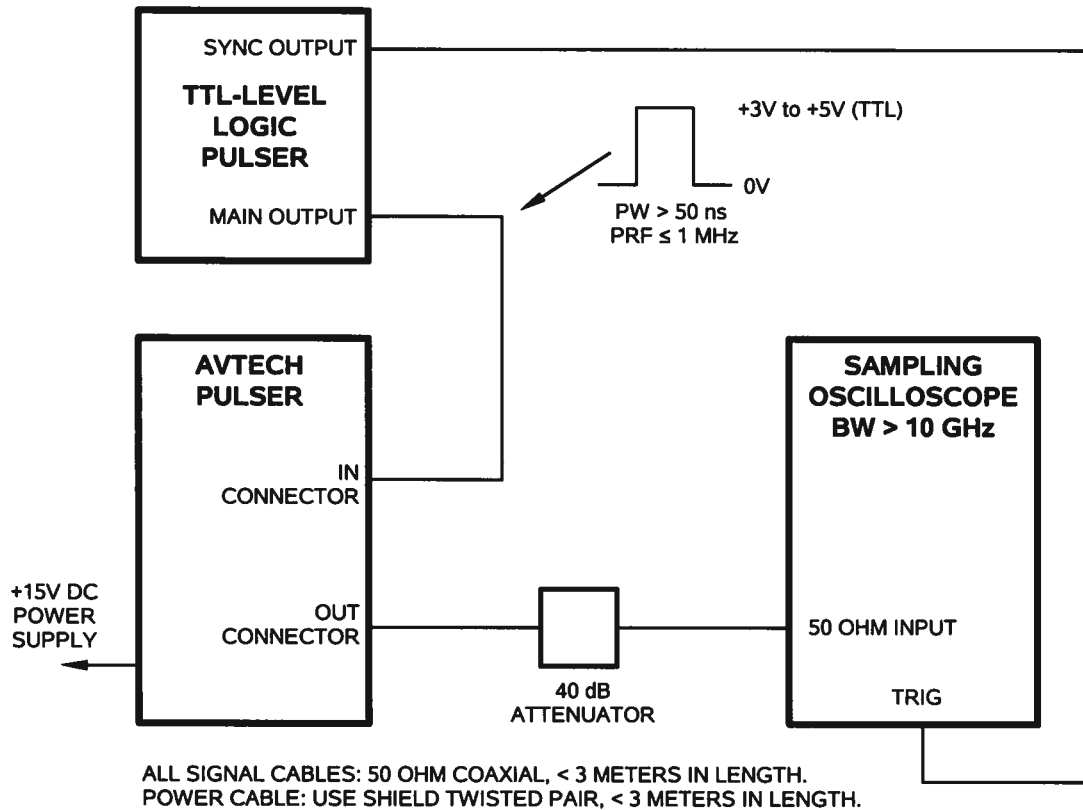 SYNC OUTPUT
TTL-LEVEL
LOGIC
PULSER
MAIN OUTPUT
+3V to +5V (TTL)
0V
PW > 50 ns
PRF ≤ 1 MHz
AVTECH
PULSER
IN
CONNECTOR
OUT
CONNECTOR
+15V DC
POWER
SUPPLY
40 dB
ATTENUATOR
SAMPLING
OSCILLOSCOPE
BW > 10 GHz
50 OHM INPUT
TRIG
ALL SIGNAL CABLES: 50 OHM COAXIAL, < 3 METERS IN LENGTH.
POWER CABLE: USE SHIELD TWISTED PAIR, < 3 METERS IN LENGTH.